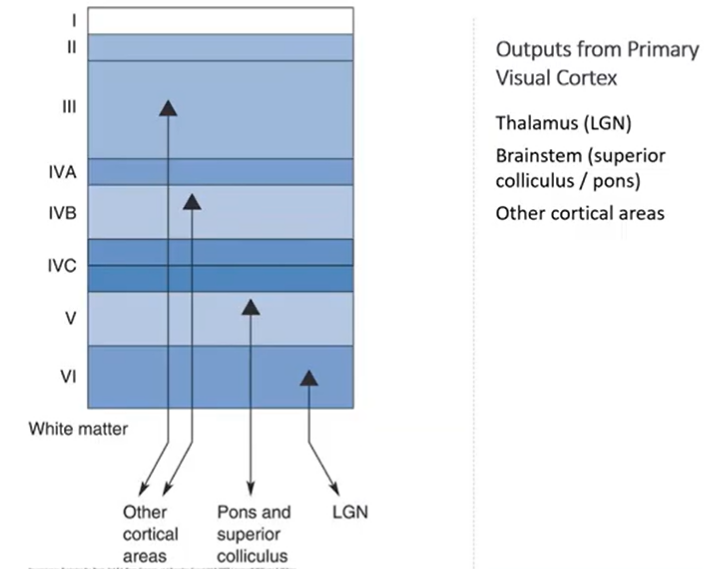 I
II
III
IVA
IVB
IVC
V
VI
White matter
Other
cortical
areas
Pons and
superior
colliculus
LGN
Outputs from Primary
Visual Cortex
Thalamus (LGN)
Brainstem (superior
colliculus / pons)
Other cortical areas